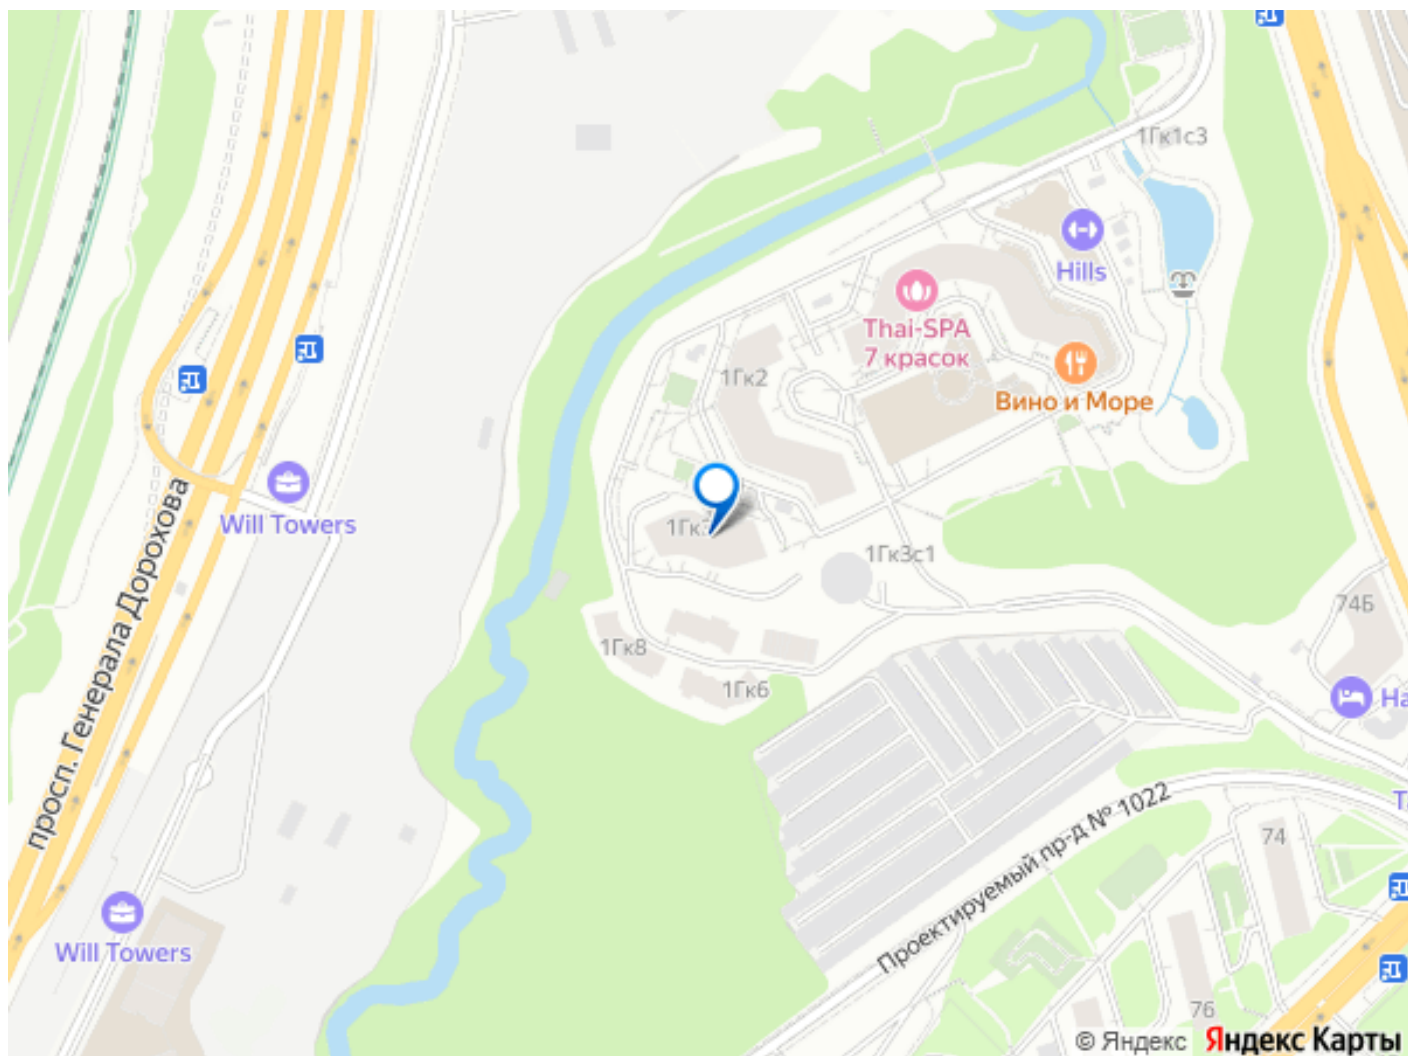 1Гк1с3
Hills
Thai-SPA
7 красок
1Гк2
Вино и Море
Will Towers
просп. Генерала Дорохова
1Гк3с1
74Б
1Гк8
1Гк6
Проектируемый пр-д № 1022
74
Will Towers
76
© Яндекс Яндекс Карты